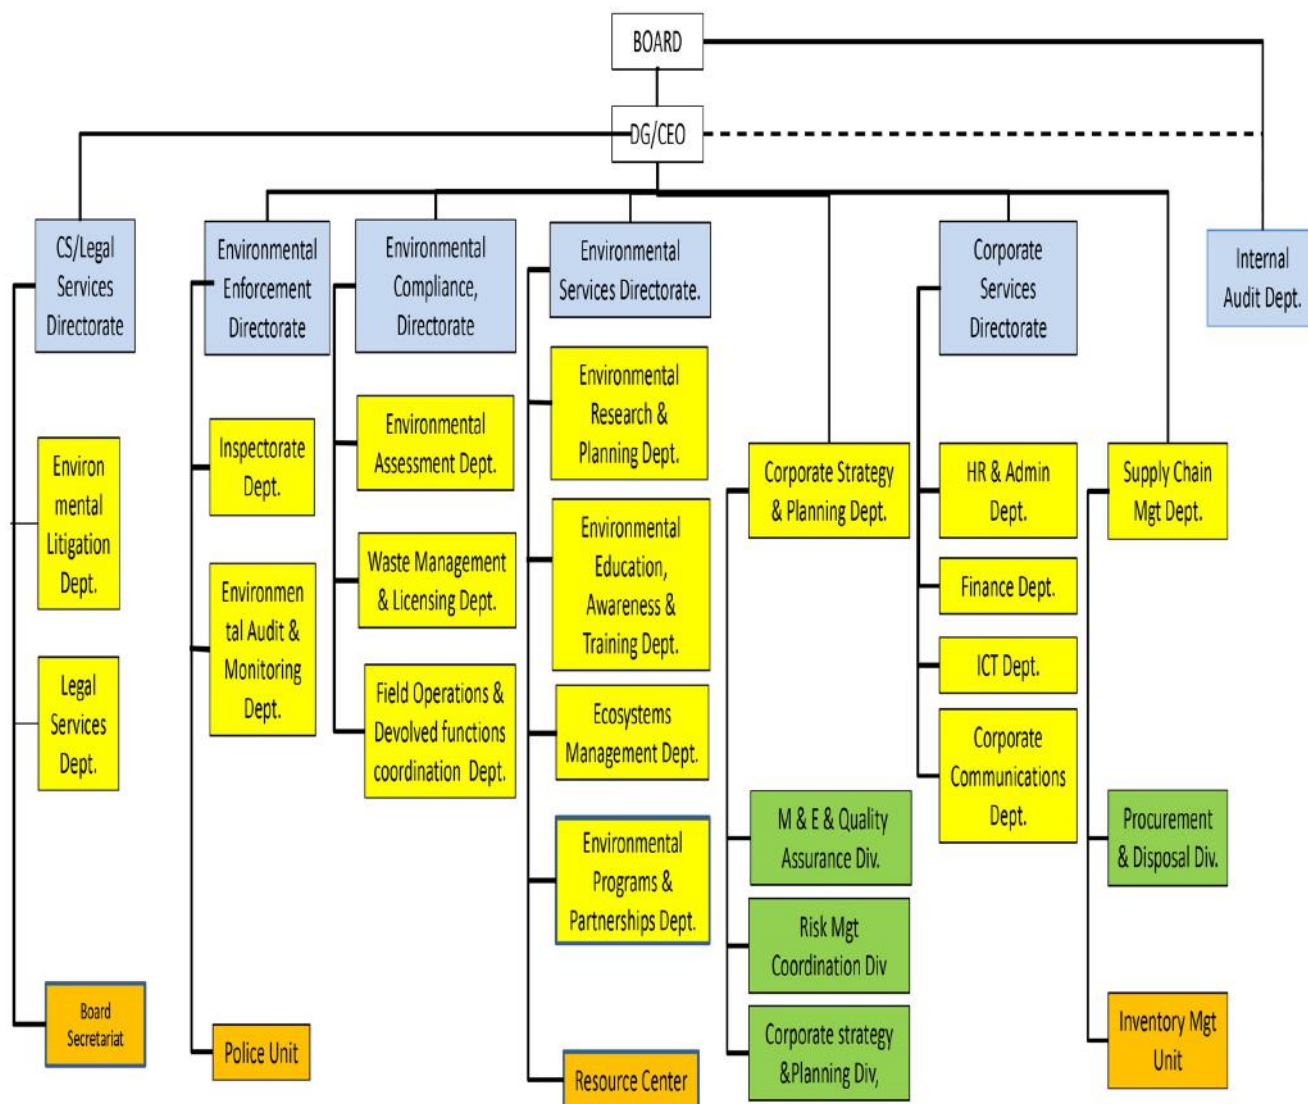 BOARD
DG/CEO
CS/Legal
Services
Directorate
Environmental
Enforcement
Directorate
Environmental
Compliance,
Directorate
Environmental
Services Directorate.
Corporate
Services
Directorate
Internal
Audit Dept.
Environ
mental
Litigation
Dept.
Legal
Services
Dept.
Board
Secretariat
Inspectorate
Dept.
Environmen
tal Audit &
Monitoring
Dept.
Police Unit
Environmental
Assessment Dept.
Waste Management
& Licensing Dept.
Field Operations &
Devolved functions
coordination Dept.
Environmental
Research &
Planning Dept.
Environmental
Education,
Awareness &
Training Dept.
Ecosystems
Management Dept.
Environmental
Programs &
Partnerships Dept.
Resource Center
Corporate Strategy
& Planning Dept.
M & E & Quality
Assurance Div.
Risk Mgt
Coordination Div
Corporate strategy
&Planning Div,
HR & Admin
Dept.
Finance Dept.
ICT Dept.
Corporate
Communications
Dept.
Supply Chain
Mgt Dept.
Procurement
& Disposal Div.
Inventory Mgt
Unit